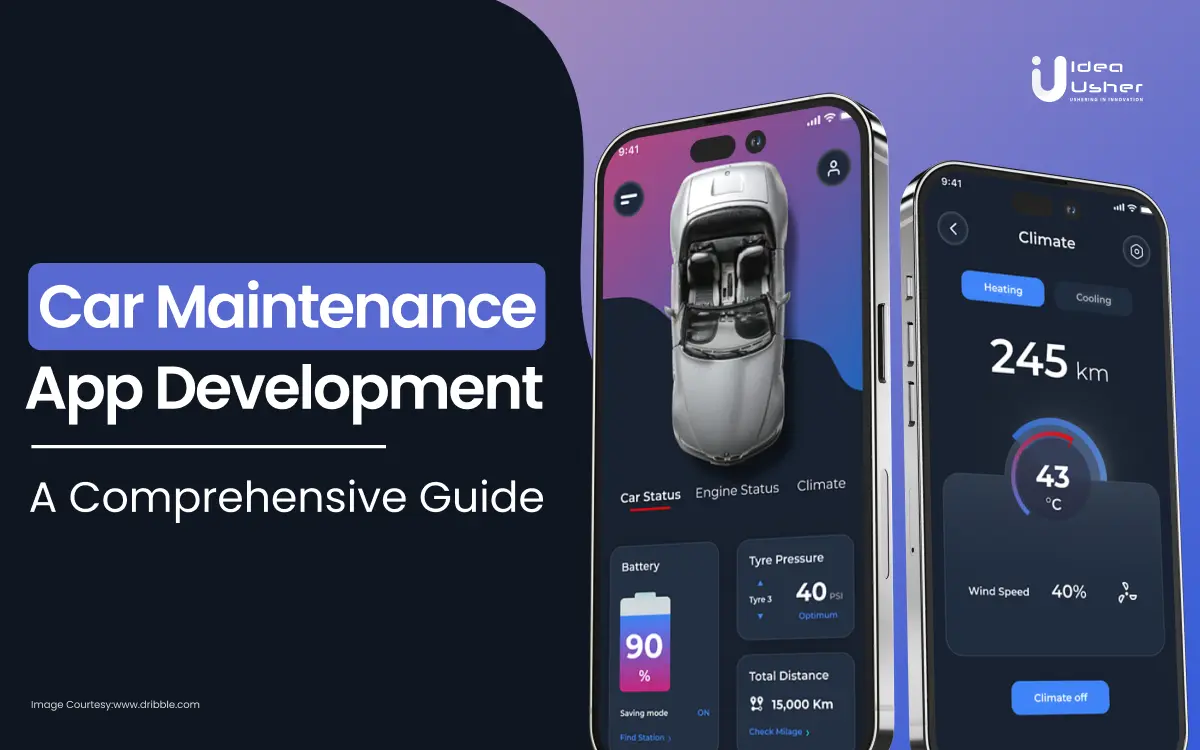 Idea
Usher
USHERING IN INNOVATION
Car Maintenance
App Development
A Comprehensive Guide
Image Courtesy:www.dribble.com
9:41
Car Status
Engine Status
Climate
Battery
90
%
Saving mode
ON
Find Station
Tyre Pressure
Tyre 3
40 PSI
Optimum
Total Distance
15,000 Km
Check Milage
9:41
Climate
Heating
Cooling
245 km
43
°C
Wind Speed
40%
Climate off